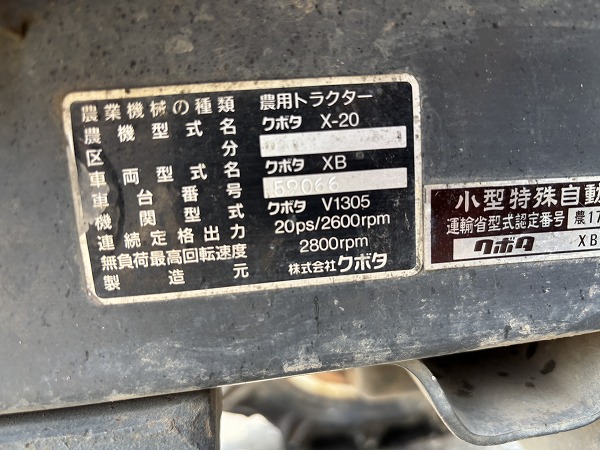 農業機械の種類 農用トラクター
農機型式名 クボタ X-20
区分
車両型式名 クボタ XB
車台番号 52066
機関型式 クボタ V1305
連続定格出力 20ps/2600rpm
無負荷最高回転速度 2800rpm
製造元 株式会社クボタ
小型特殊自動
運輸省型式認定番号 農17
クボタ XB